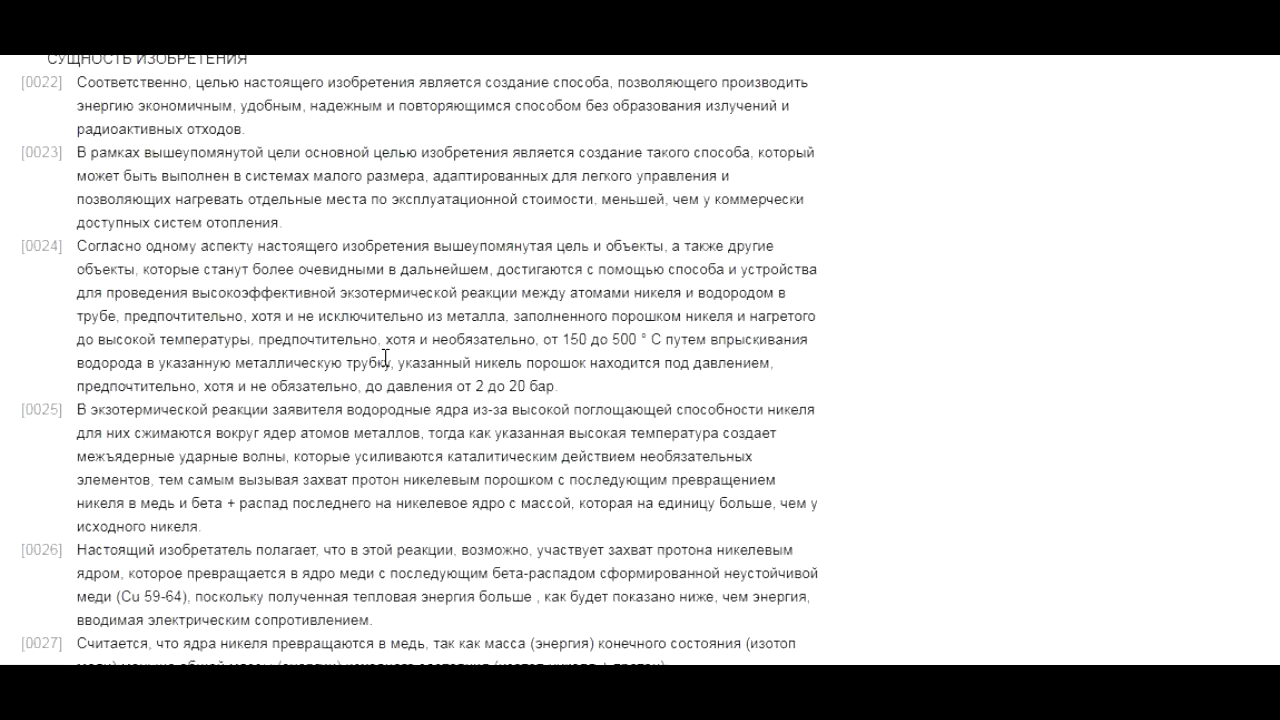 СУЩНОСТЬ ИЗОБРЕТЕНИЯ
[0022] Соответственно, целью настоящего изобретения является создание способа, позволяющего производить
энергию экономичным, удобным, надежным и повторяющимся способом без образования излучений и
радиоактивных отходов.
[0023] В рамках вышеупомянутой цели основной целью изобретения является создание такого способа, который
может быть выполнен в системах малого размера, адаптированных для легкого управления и
позволяющих нагревать отдельные места по эксплуатационной стоимости, меньшей, чем у коммерчески
доступных систем отопления.
[0024] Согласно одному аспекту настоящего изобретения вышеупомянутая цель и объекты, а также другие
объекты, которые станут более очевидными в дальнейшем, достигаются с помощью способа и устройства
для проведения высокоэффективной экзотермической реакции между атомами никеля и водородом в
трубе, предпочтительно, хотя и не исключительно из металла, заполненного порошком никеля и нагретого
до высокой температуры, предпочтительно, хотя и необязательно, от 150 до 500 ° С путем впрыскивания
водорода в указанную металлическую трубку, указанный никель порошок находится под давлением,
предпочтительно, хотя и не обязательно, до давления от 2 до 20 бар.
[0025] В экзотермической реакции заявителя водородные ядра из-за высокой поглощающей способности никеля
для них сжимаются вокруг ядер атомов металлов, тогда как указанная высокая температура создает
межъядерные ударные волны, которые усиливаются каталитическим действием необязательных
элементов, тем самым вызывая захват протон никелевым порошком с последующим превращением
никеля в медь и бета + распад последнего на никелевое ядро с массой, которая на единицу больше, чем у
исходного никеля.
[0026] Настоящий изобретатель полагает, что в этой реакции, возможно, участвует захват протона никелевым
ядром, которое превращается в ядро меди с последующим бета-распадом сформированной неустойчивой
меди (Cu 59-64), поскольку полученная тепловая энергия больше , как будет показано ниже, чем энергия,
вводимая электрическим сопротивлением.
[0027] Считается, что ядра никеля превращаются в медь, так как масса (энергия) конечного состояния (изотоп